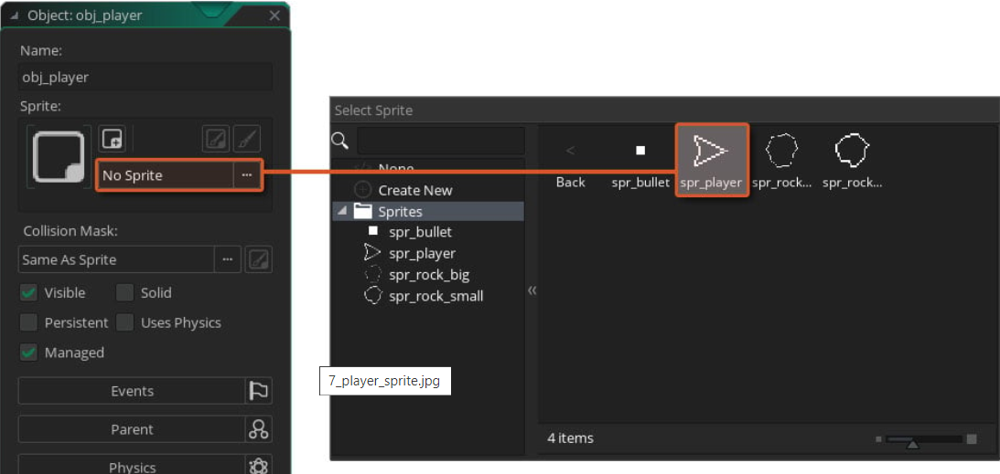 Object: obj_player
Name:
obj_player
Sprite:
No Sprite
Collision Mask:
Same As Sprite
Visible
Solid
Persistent
Uses Physics
Managed
Events
Parent
Physics
Select Sprite
None
Create New
Sprites
spr_bullet
spr_player
spr_rock_big
spr_rock_small
Back
spr_bullet
spr_player
spr_rock...
spr_rock...
4 items
7_player_sprite.jpg